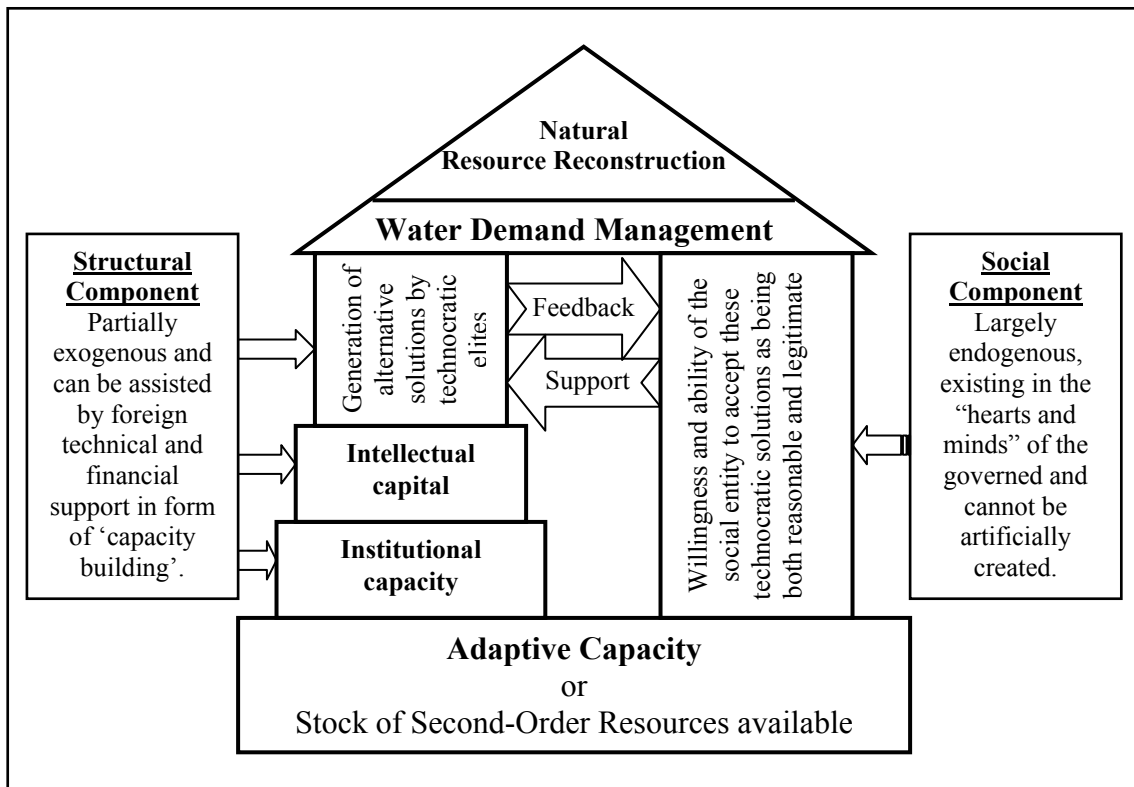 Natural
Resource Reconstruction
Water Demand Management
Structural
Component
Partially
exogenous and
can be assisted
by foreign
technical and
financial
support in form
of ‘capacity
building’.
Generation of
alternative
solutions by
technocratic
elites
Feedback
Support
Intellectual
capital
Institutional
capacity
Willingness and ability of the
social entity to accept these
technocratic solutions as being
both reasonable and legitimate
Social
Component
Largely
endogenous,
existing in the
“hearts and
minds” of the
governed and
cannot be
artificially
created.
Adaptive Capacity
or
Stock of Second-Order Resources available